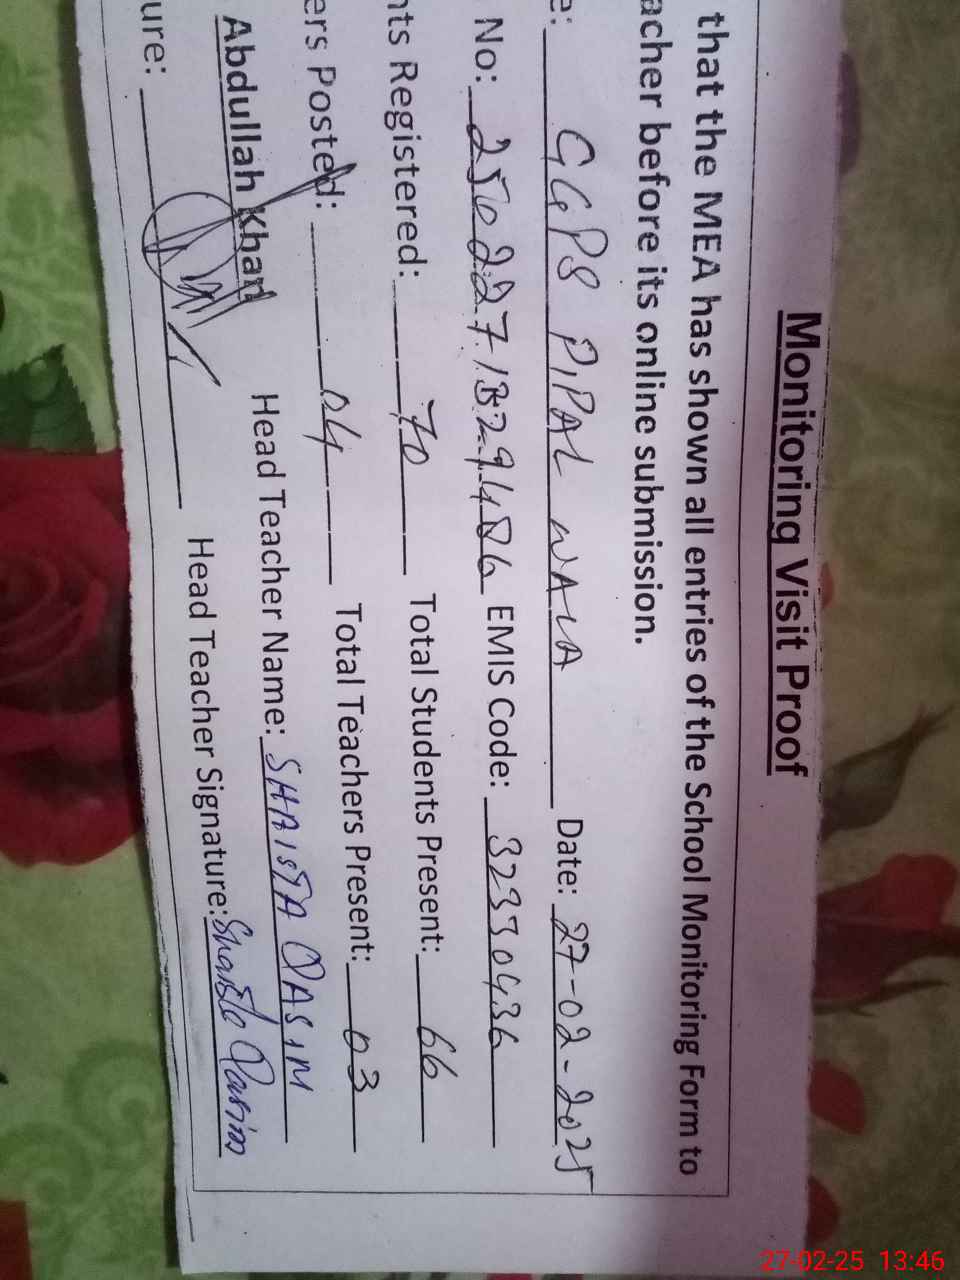 Monitoring Visit Proof
that the MEA has shown all entries of the School Monitoring Form to
acher before its online submission.
e: GGPS PIPAL WALA Date: 27-02-2025
No: 250227182948 EMIS Code: 32330436
nts Registered: 70 Total Students Present: 66
ers Posted: 04 Total Teachers Present: 03
Abdullah Khan Head Teacher Name: SHAISTA QASIM
ure: Head Teacher Signature: Shaista Qasim
27-02-25 13:46